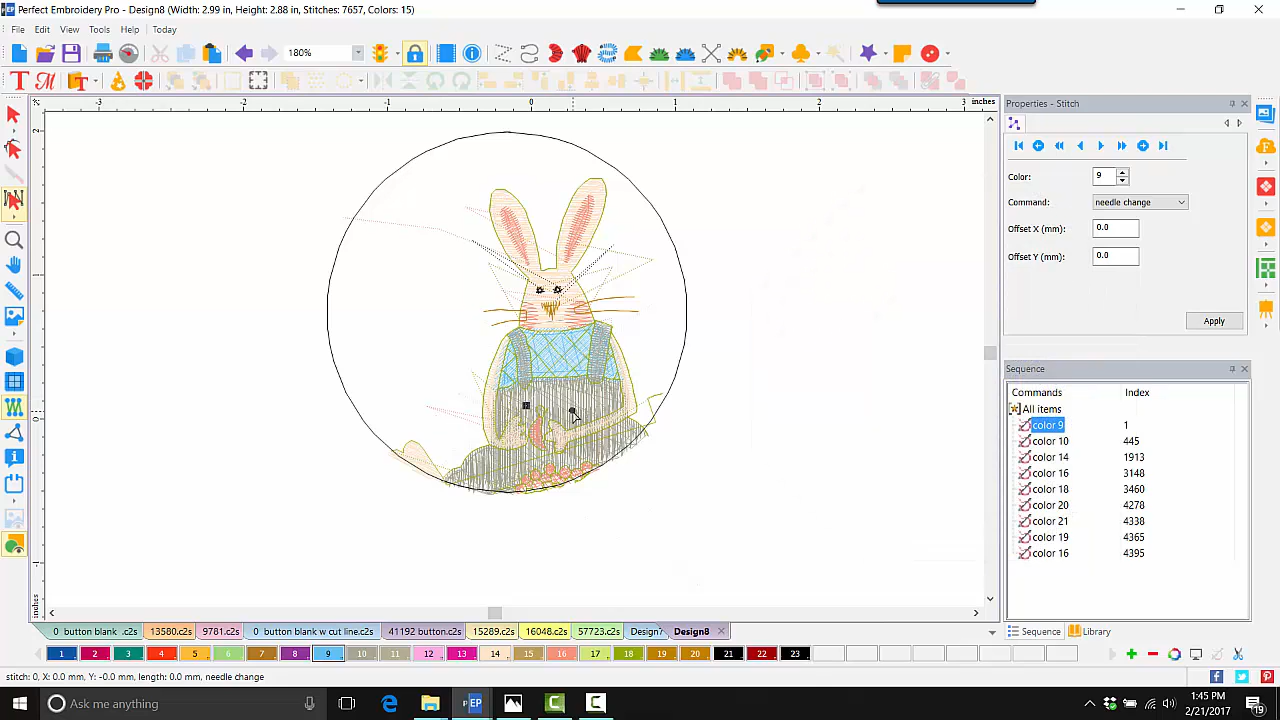 Perfect Embroidery Pro - Design8 (Width: 2.99 in, Height: 2.88 in, Stitches: 7657, Colors: 15)
File Edit View Tools Help Today
180%
-3 -2 -1 0 1 2 3 inches
Properties - Stitch
Color: 9
Command: needle change
Offset X (mm): 0.0
Offset Y (mm): 0.0
Apply
Sequence
Commands Index
All items
color 9 1
color 10 445
color 14 1913
color 16 3148
color 18 3460
color 20 4278
color 21 4338
color 19 4365
color 16 4395
2
1
0
-1
inches
0 button blank .c2s 13580.c2s 9781.c2s 0 button blank w cut line.c2s 41192 button.c2s 15289.c2s 16048.c2s 57723.c2s Design7 Design8
Sequence Library
1 2 3 4 5 6 7 8 9 10 11 12 13 14 15 16 17 18 19 20 21 22 23
stitch: 0, X: 0.0 mm, Y: -0.0 mm, length: 0.0 mm, needle change
Ask me anything
1:45 PM
2/21/2017